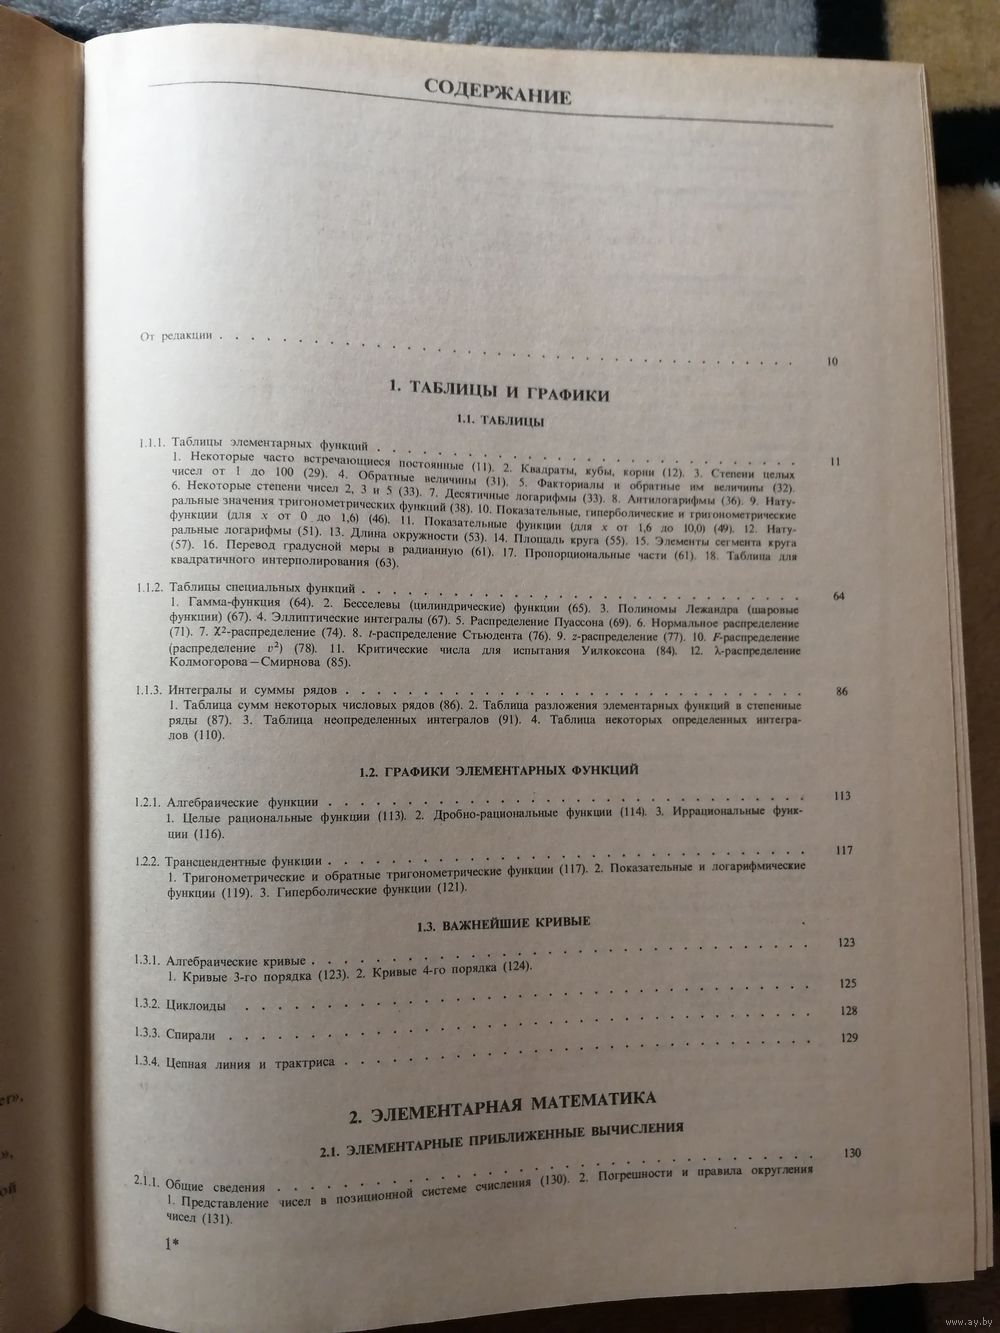 СОДЕРЖАНИЕ
От редакции . . . . . . . . . . . . . . . . . . . . . . . . . . . . . . . . . . . . 10
1. ТАБЛИЦЫ И ГРАФИКИ
1.1. ТАБЛИЦЫ
1.1.1. Таблицы элементарных функций . . . . . . . . . . . . . . . . . . . . . . . . . . . 11
1. Некоторые часто встречающиеся постоянные (11). 2. Квадраты, кубы, корни (12). 3. Степени целых
чисел от 1 до 100 (29). 4. Обратные величины (31). 5. Факториалы и обратные им величины (32).
6. Некоторые степени чисел 2, 3 и 5 (33). 7. Десятичные логарифмы (33). 8. Антилогарифмы (36). 9. Нату-
ральные значения тригонометрических функций (38). 10. Показательные, гиперболические и тригонометрические
функции (для x от 0 до 1,6) (46). 11. Показательные функции (для x от 1,6 до 10,0) (49). 12. Нату-
ральные логарифмы (51). 13. Длина окружности (53). 14. Площадь круга (55). 15. Элементы сегмента круга
(57). 16. Перевод градусной меры в радианную (61). 17. Пропорциональные части (61). 18. Таблица для
квадратичного интерполирования (63).
1.1.2. Таблицы специальных функций . . . . . . . . . . . . . . . . . . . . . . . . . . . . 64
1. Гамма-функция (64). 2. Бесселевы (цилиндрические) функции (65). 3. Полиномы Лежандра (шаровые
функции) (67). 4. Эллиптические интегралы (67). 5. Распределение Пуассона (69). 6. Нормальное распределение
(71). 7. χ²-распределение (74). 8. t-распределение Стьюдента (76). 9. z-распределение (77). 10. F-распределение
(распределение v²) (78). 11. Критические числа для испытания Уилкоксона (84). 12. λ-распределение
Колмогорова—Смирнова (85).
1.1.3. Интегралы и суммы рядов . . . . . . . . . . . . . . . . . . . . . . . . . . . . . 86
1. Таблица сумм некоторых числовых рядов (86). 2. Таблица разложения элементарных функций в степенные
ряды (87). 3. Таблица неопределенных интегралов (91). 4. Таблица некоторых определенных интегра-
лов (110).
1.2. ГРАФИКИ ЭЛЕМЕНТАРНЫХ ФУНКЦИЙ
1.2.1. Алгебраические функции . . . . . . . . . . . . . . . . . . . . . . . . . . . . . . 113
1. Целые рациональные функции (113). 2. Дробно-рациональные функции (114). 3. Иррациональные функ-
ции (116).
1.2.2. Трансцендентные функции . . . . . . . . . . . . . . . . . . . . . . . . . . . . . . 117
1. Тригонометрические и обратные тригонометрические функции (117). 2. Показательные и логарифмические
функции (119). 3. Гиперболические функции (121).
1.3. ВАЖНЕЙШИЕ КРИВЫЕ
1.3.1. Алгебраические кривые . . . . . . . . . . . . . . . . . . . . . . . . . . . . . . . 123
1. Кривые 3-го порядка (123). 2. Кривые 4-го порядка (124).
1.3.2. Циклоиды . . . . . . . . . . . . . . . . . . . . . . . . . . . . . . . . . . . 125
1.3.3. Спирали . . . . . . . . . . . . . . . . . . . . . . . . . . . . . . . . . . . . 128
1.3.4. Цепная линия и трактриса . . . . . . . . . . . . . . . . . . . . . . . . . . . . . 129
2. ЭЛЕМЕНТАРНАЯ МАТЕМАТИКА
2.1. ЭЛЕМЕНТАРНЫЕ ПРИБЛИЖЕННЫЕ ВЫЧИСЛЕНИЯ
2.1.1. Общие сведения . . . . . . . . . . . . . . . . . . . . . . . . . . . . . . . . . 130
1. Представление чисел в позиционной системе счисления (130). 2. Погрешности и правила округления
чисел (131).
1*
www.ay.by